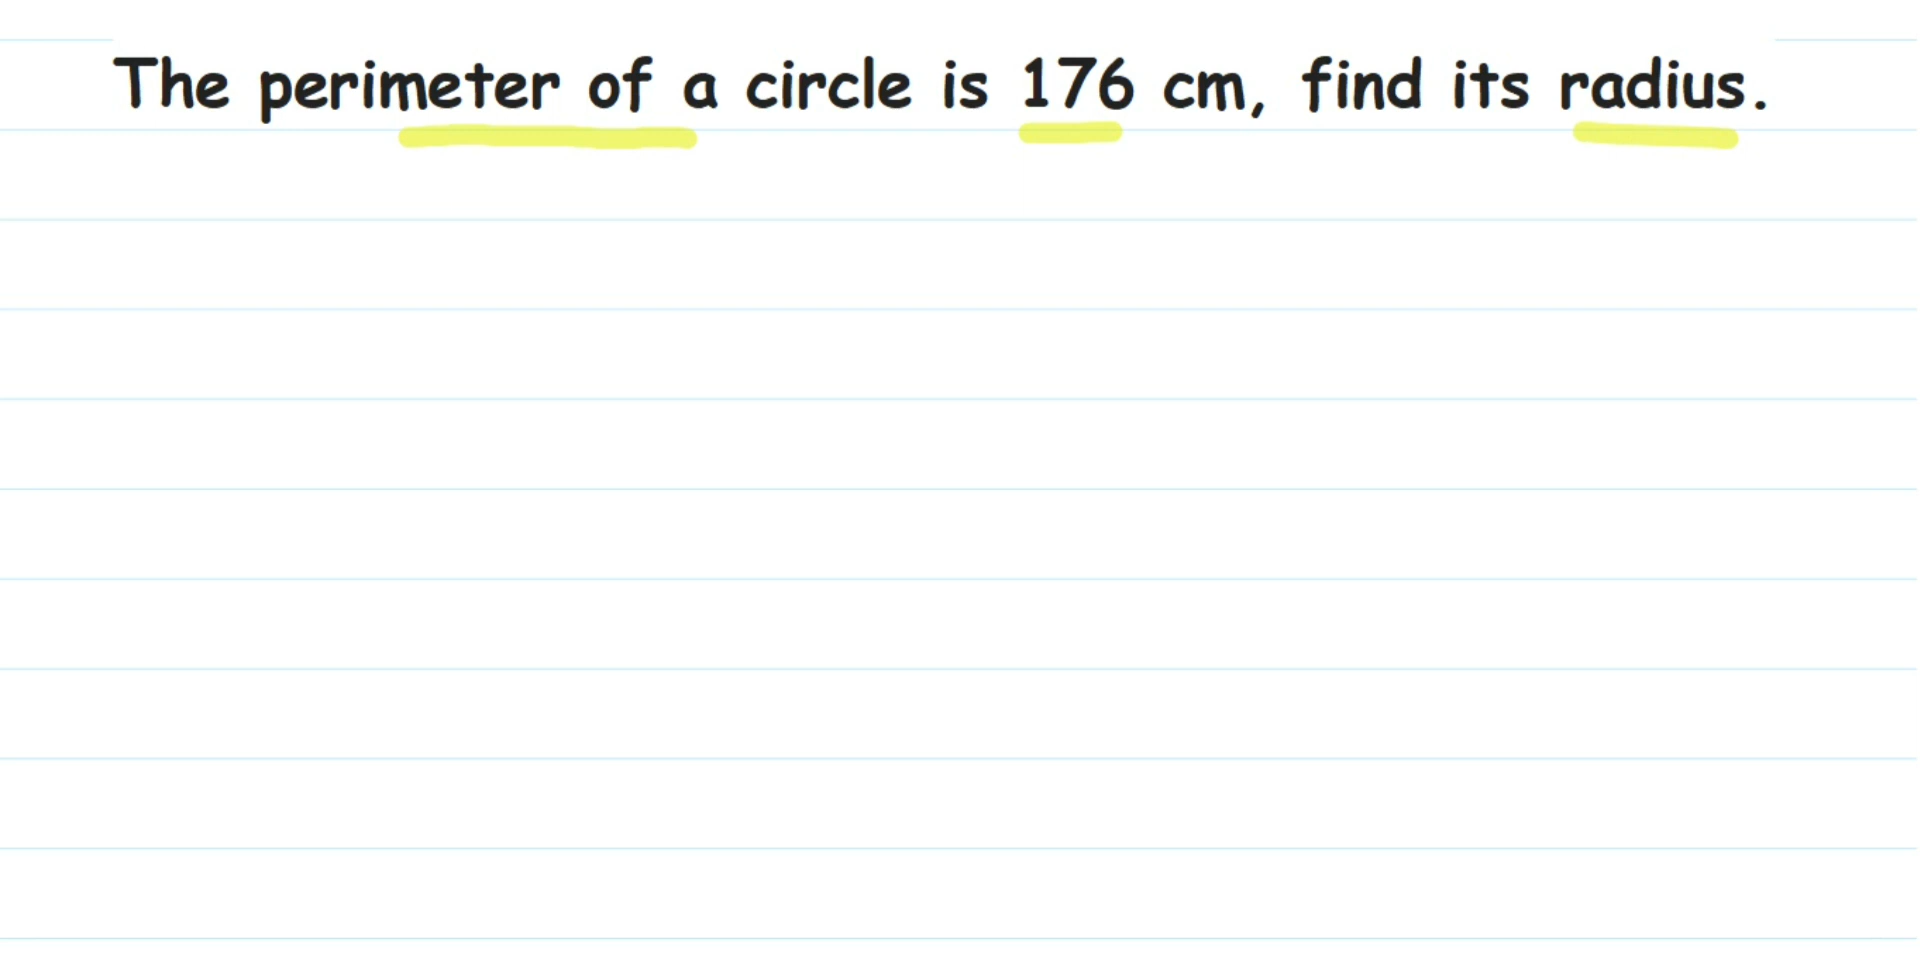 The perimeter of a circle is 176 cm, find its radius.